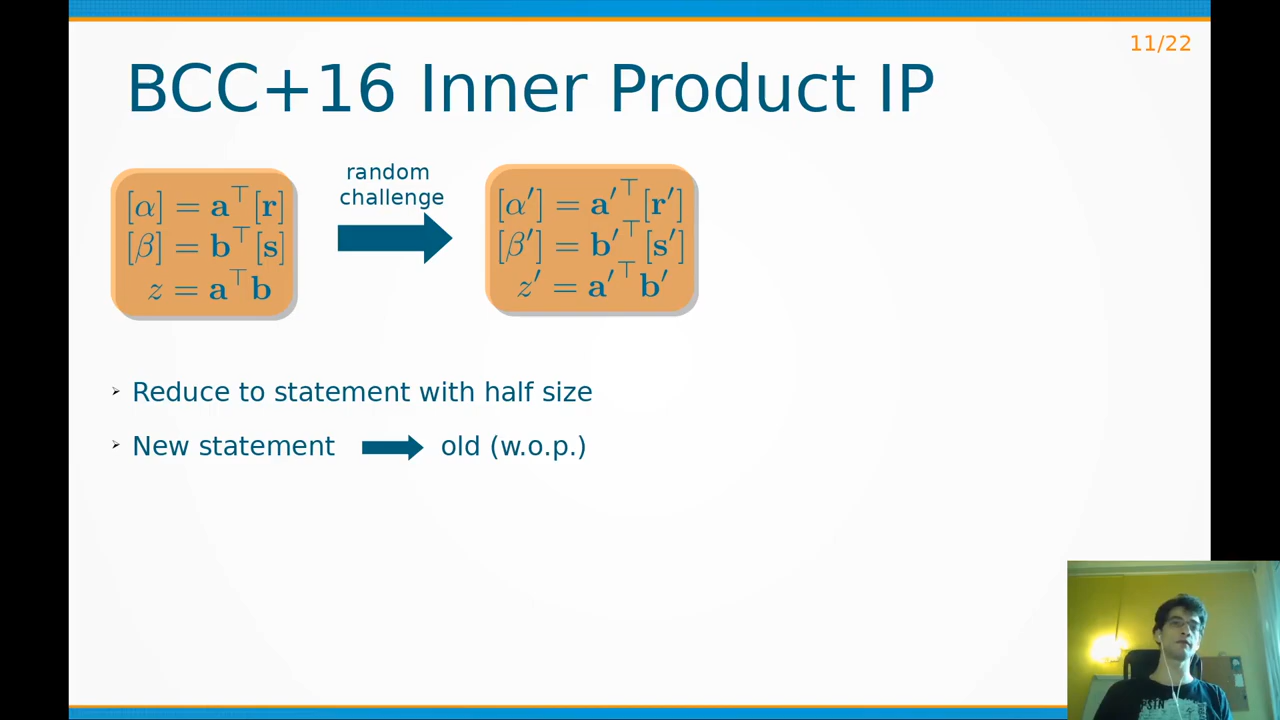 11/22
BCC+16 Inner Product IP
random
challenge
[α] = a⊤[r]
[β] = b⊤[s]
z = a⊤b
[α′] = a′⊤[r′]
[β′] = b′⊤[s′]
z′ = a′⊤b′
➢ Reduce to statement with half size
➢ New statement ➡ old (w.o.p.)